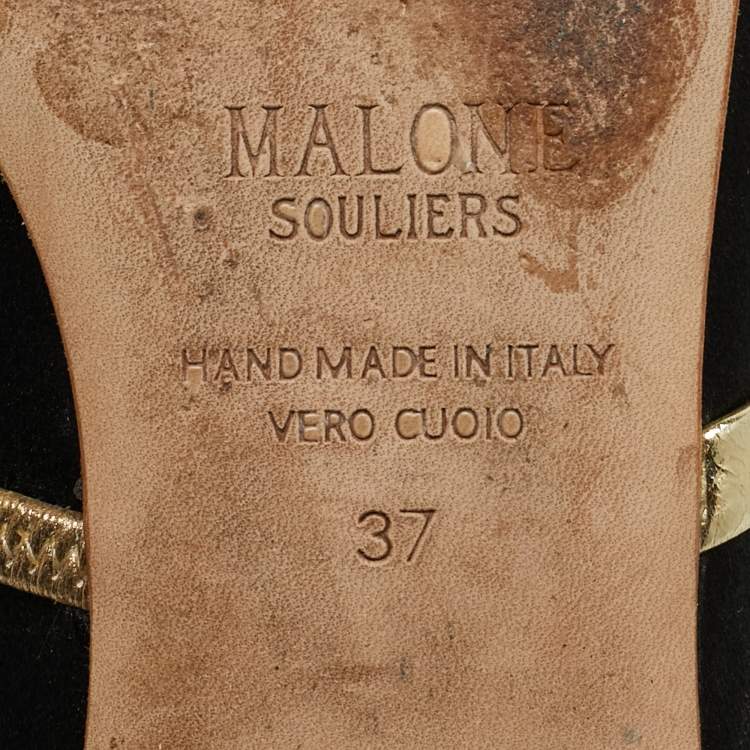 MALONE
SOULIERS
HAND MADE IN ITALY
VERO CUOIO
37